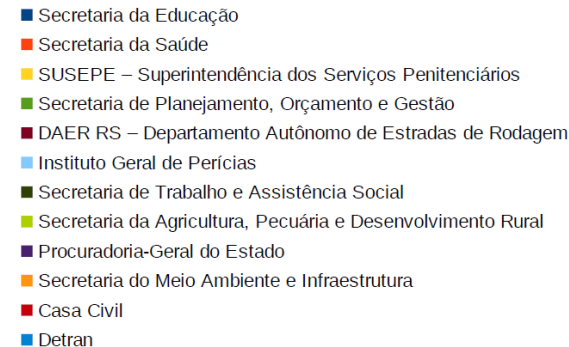 Secretaria da Educação
Secretaria da Saúde
SUSEPE – Superintendência dos Serviços Penitenciários
Secretaria de Planejamento, Orçamento e Gestão
DAER RS – Departamento Autônomo de Estradas de Rodagem
Instituto Geral de Perícias
Secretaria de Trabalho e Assistência Social
Secretaria da Agricultura, Pecuária e Desenvolvimento Rural
Procuradoria-Geral do Estado
Secretaria do Meio Ambiente e Infraestrutura
Casa Civil
Detran